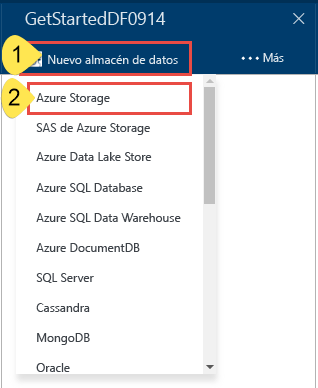 GetStartedDF0914
1 Nuevo almacén de datos ••• Más
2 Azure Storage
SAS de Azure Storage
Azure Data Lake Store
Azure SQL Database
Azure SQL Data Warehouse
Azure DocumentDB
SQL Server
Cassandra
MongoDB
Oracle